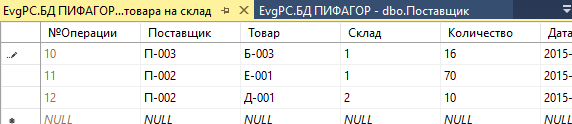 EvgPC.БД ПИФАГОР...товара на склад EvgPC.БД ПИФАГОР - dbo.Поставщик
№Операции Поставщик Товар Склад Количество Дата
10 П-003 Б-003 1 16 2015-
11 П-002 Е-001 1 70 2015-
12 П-002 Д-001 2 10 2015-
NULL NULL NULL NULL NULL NULL